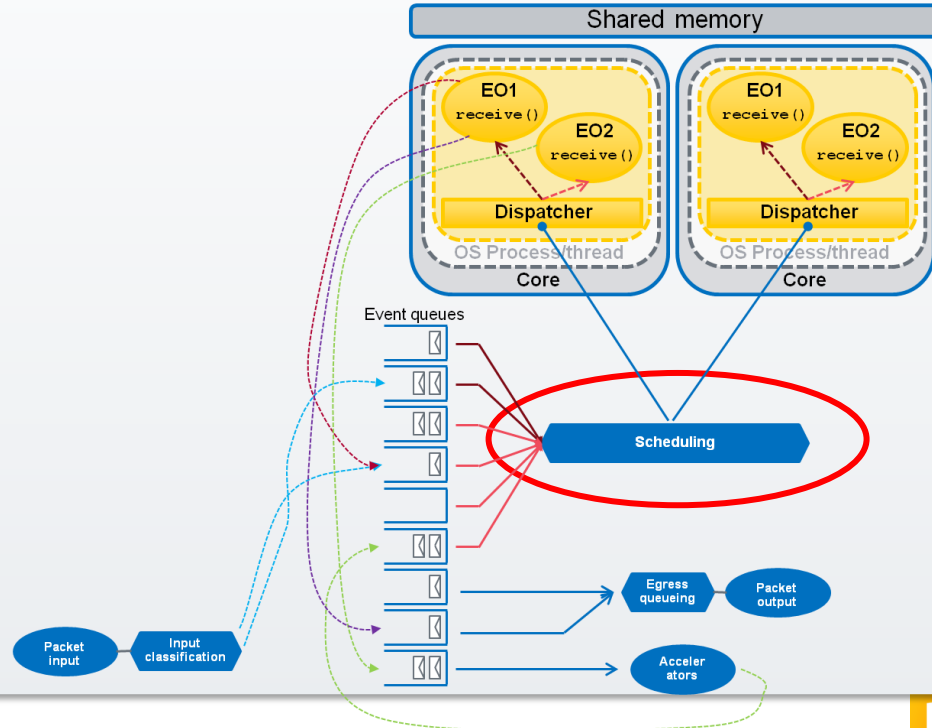 Shared memory
EO1
receive()
EO2
receive()
Dispatcher
OS Process/thread
Core
EO1
receive()
EO2
receive()
Dispatcher
OS Process/thread
Core
Event queues
Scheduling
Egress
queueing
Packet
output
Packet
input
Input
classification
Acceler
ators